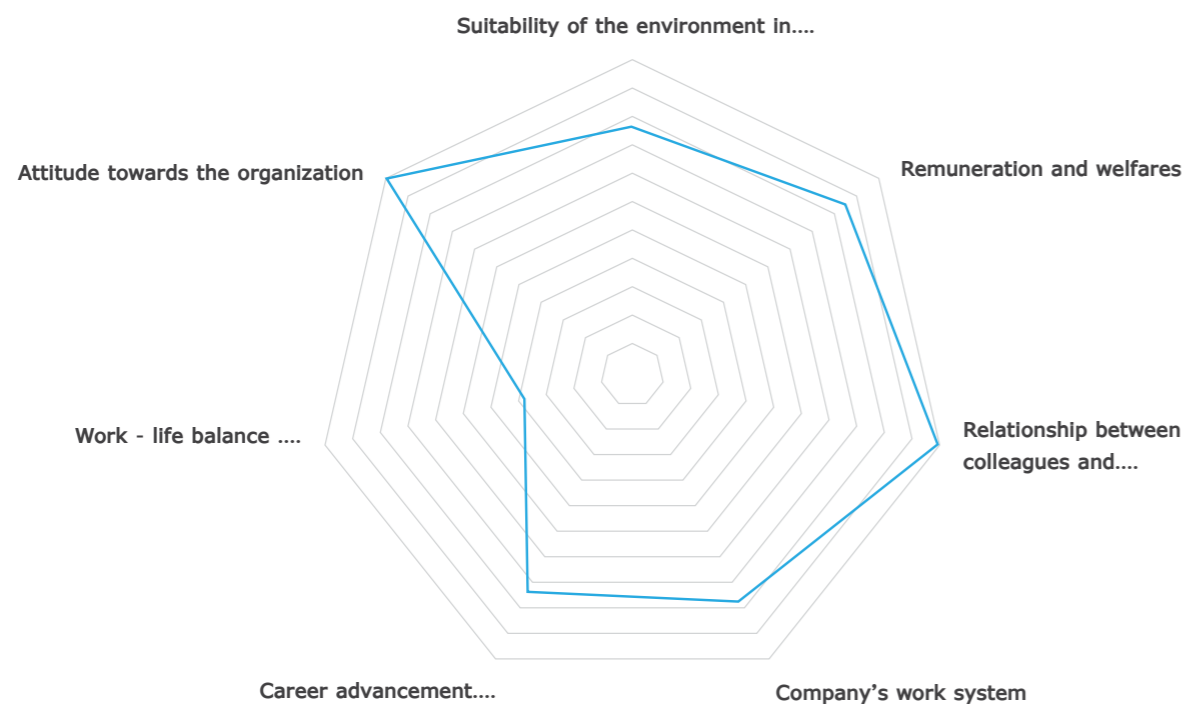 Suitability of the environment in....
Attitude towards the organization
Remuneration and welfares
Work - life balance ....
Relationship between
colleagues and....
Career advancement....
Company’s work system